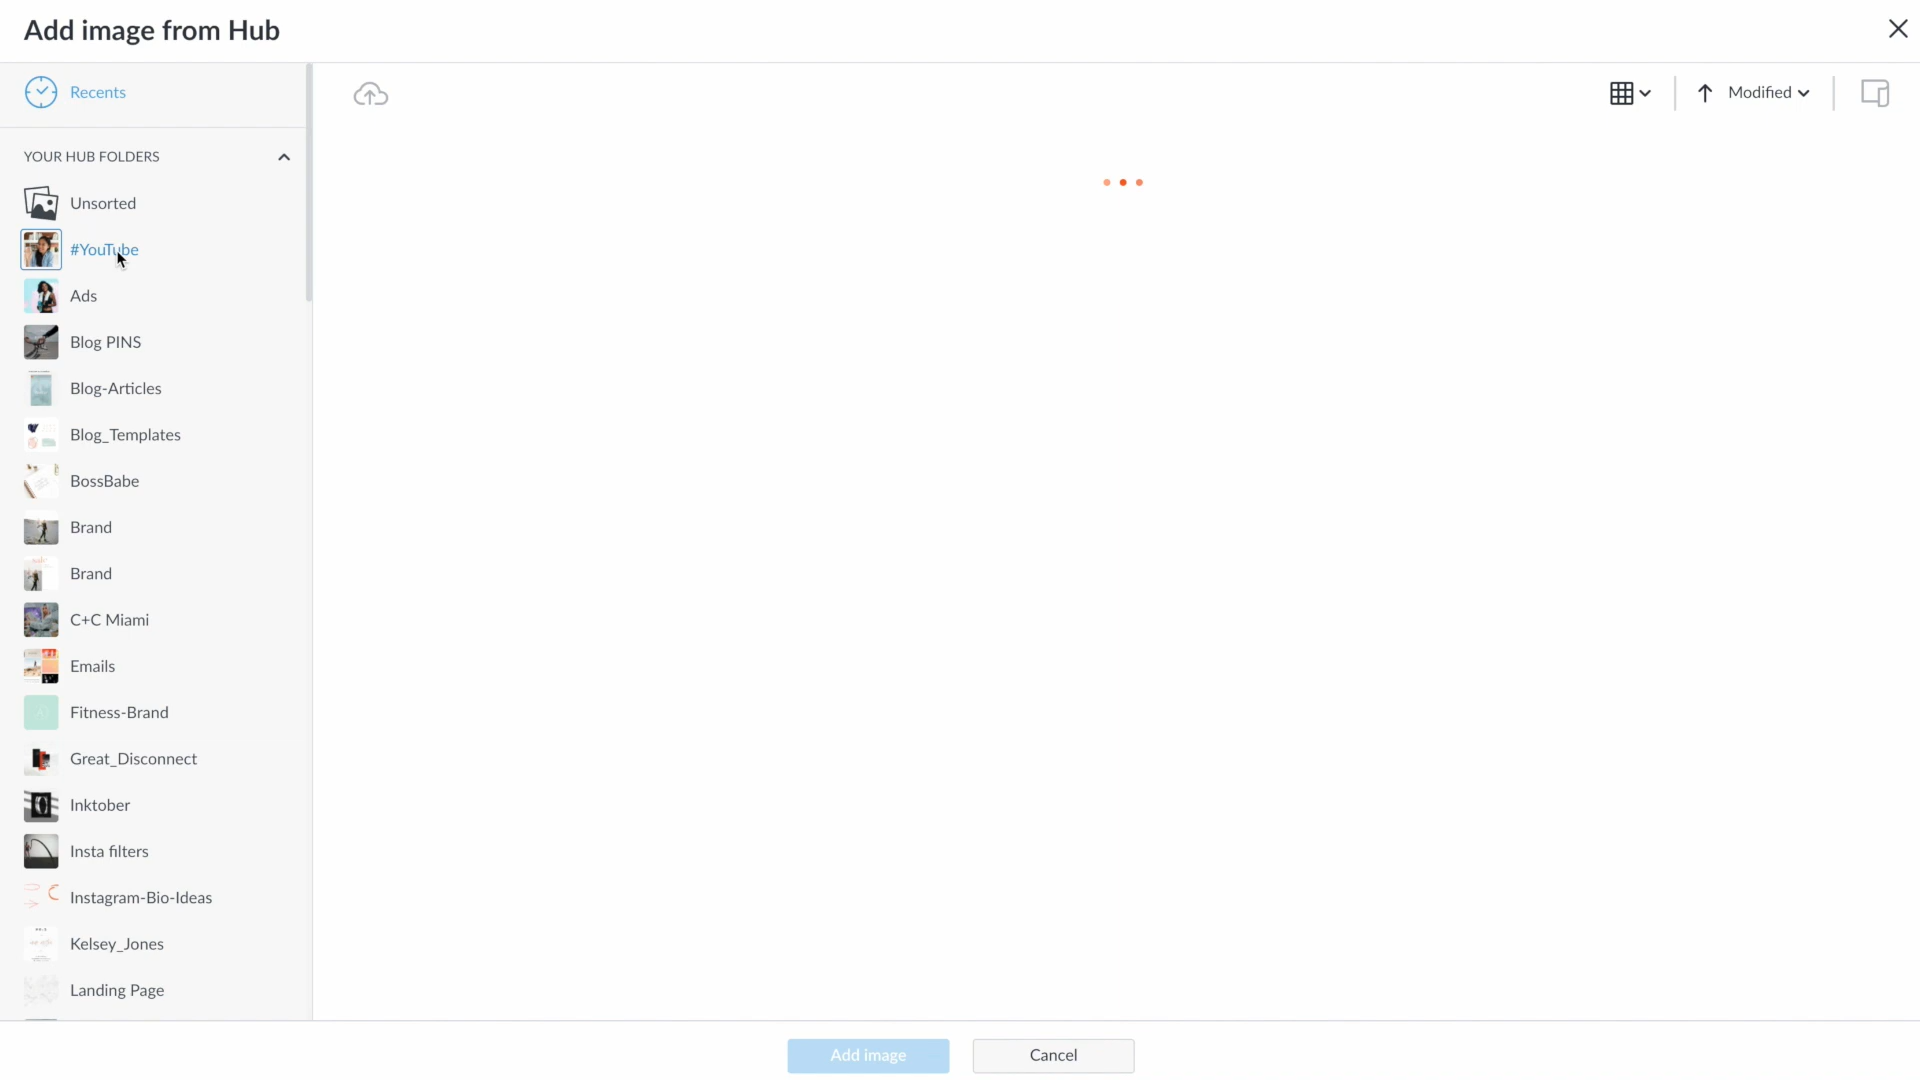 Add image from Hub
Recents
Modified
YOUR HUB FOLDERS
Unsorted
#YouTube
Ads
Blog PINS
Blog-Articles
Blog_Templates
BossBabe
Brand
Brand
C+C Miami
Emails
Fitness-Brand
Great_Disconnect
Inktober
Insta filters
Instagram-Bio-Ideas
Kelsey_Jones
Landing Page
Add image
Cancel